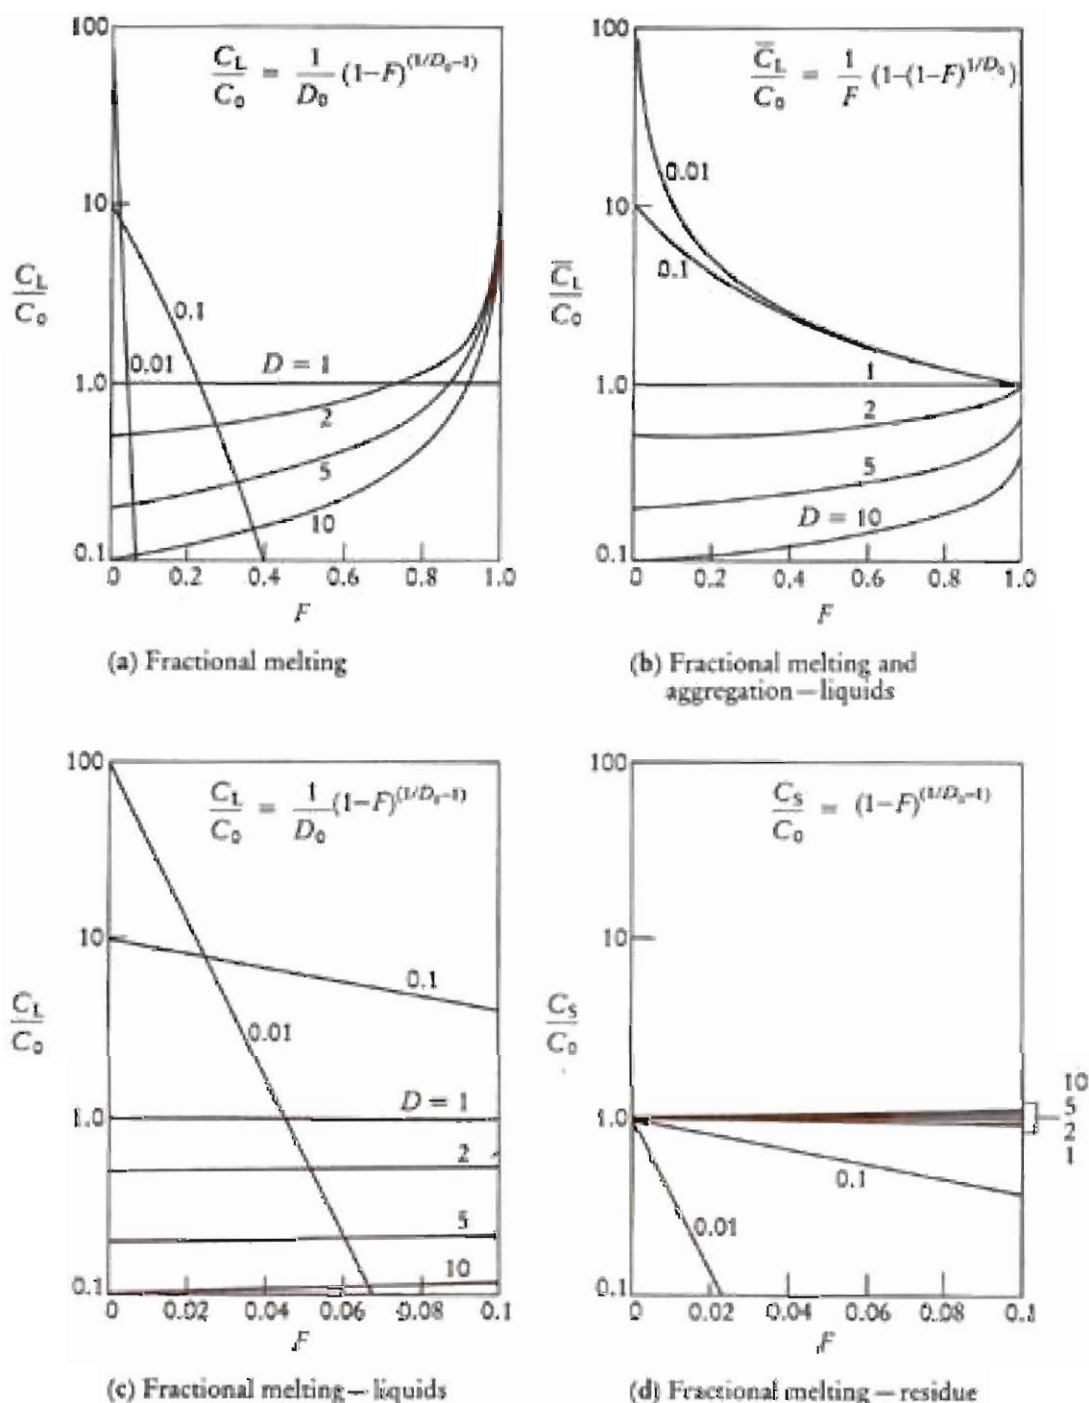 100
C_L/C_0 = 1/D_0 (1–F)^(1/D_0–1)
10
C_L/C_0
0.1
0.01
D = 1
1.0
2
5
10
0.1
0 0.2 0.4 0.6 0.8 1.0
F
(a) Fractional melting
100
C̅_L/C_0 = 1/F (1–(1–F)^1/D_0)
0.01
10
0.1
C̅_L/C_0
1
1.0
2
5
D = 10
0.1
0 0.2 0.4 0.6 0.8 1.0
F
(b) Fractional melting and
aggregation—liquids
100
C_L/C_0 = 1/D_0 (1–F)^(1/D_0–1)
10
0.1
C_L/C_0
0.01
D = 1
1.0
2
5
10
0.1
0 0.02 0.04 0.06 0.08 0.1
F
(c) Fractional melting—liquids
100
C_S/C_0 = (1–F)^(1/D_0–1)
10
C_S/C_0
10
5
1.0
2
1
0.1
0.01
0.1
0 0.02 0.04 0.06 0.08 0.1
F
(d) Fractional melting—residue